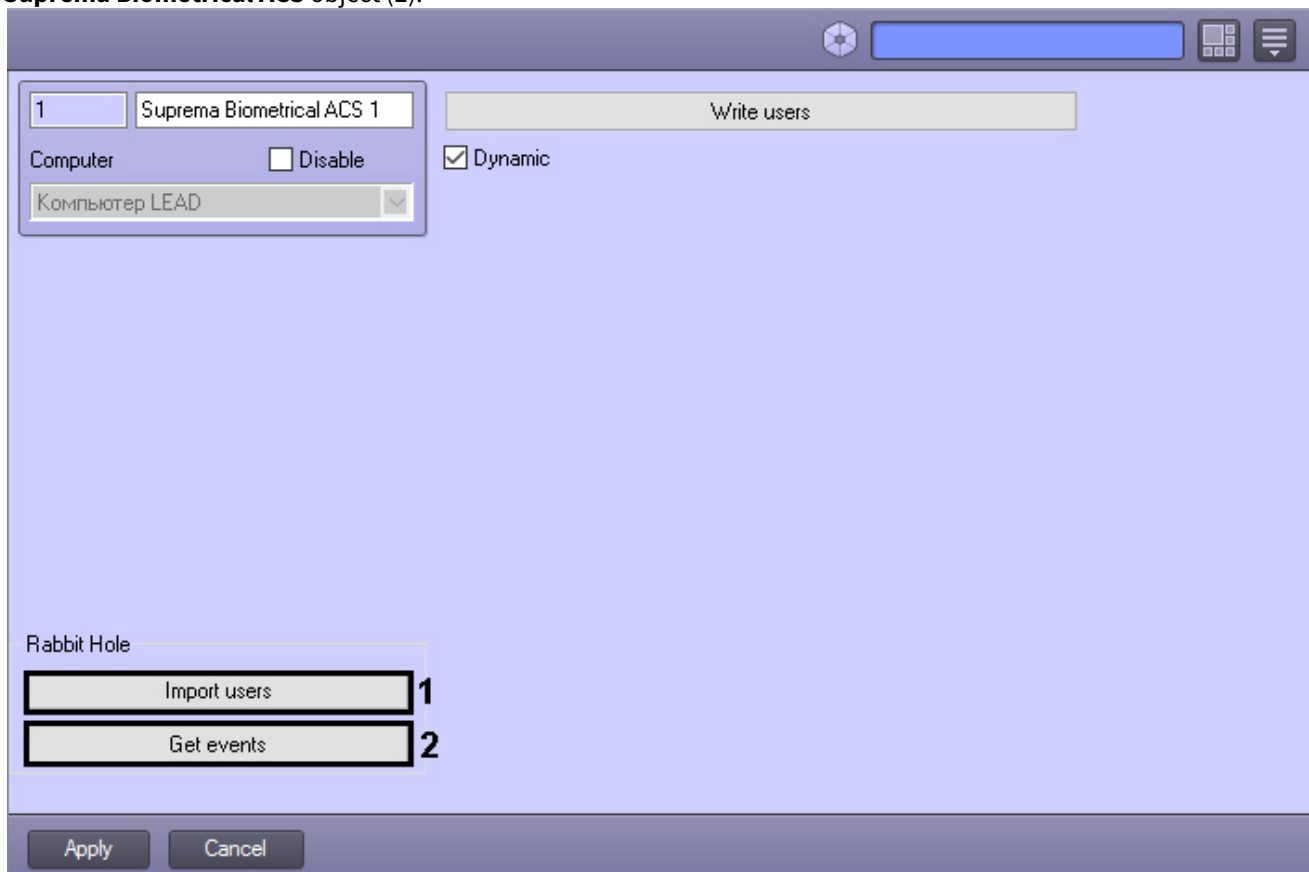 Suprema Biometrical ACS object (2).
1 Suprema Biometrical ACS 1
Write users
Computer Disable
Dynamic
Компьютер LEAD
Rabbit Hole
Import users 1
Get events 2
Apply Cancel